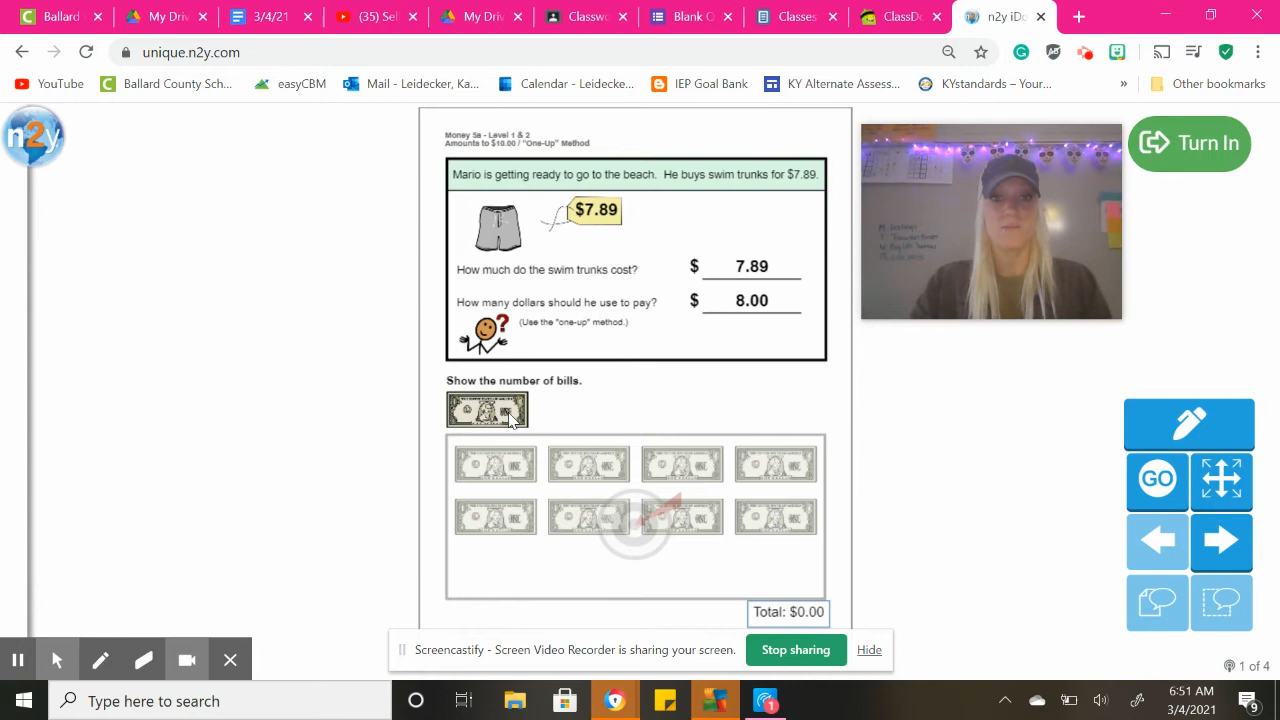 Ballard
My Driv
3/4/21
(35) Sel
My Driv
Classwo
Blank Q
Classes
ClassDo
n2y iDo
unique.n2y.com
YouTube
Ballard County Sch...
easyCBM
Mail - Leidecker, Ka...
Calendar - Leidecke...
IEP Goal Bank
KY Alternate Assess...
KYstandards – Your...
»
Other bookmarks
n2y
Money 5a - Level 1 & 2
Amounts to $10.00 / "One-Up" Method
Mario is getting ready to go to the beach. He buys swim trunks for $7.89.
$7.89
How much do the swim trunks cost? $ 7.89
How many dollars should he use to pay? $ 8.00
(Use the "one-up" method.)
?
Show the number of bills.
Total: $0.00
Turn In
GO
Screencastify - Screen Video Recorder is sharing your screen.
Stop sharing
Hide
1 of 4
Type here to search
1
6:51 AM
3/4/2021
9